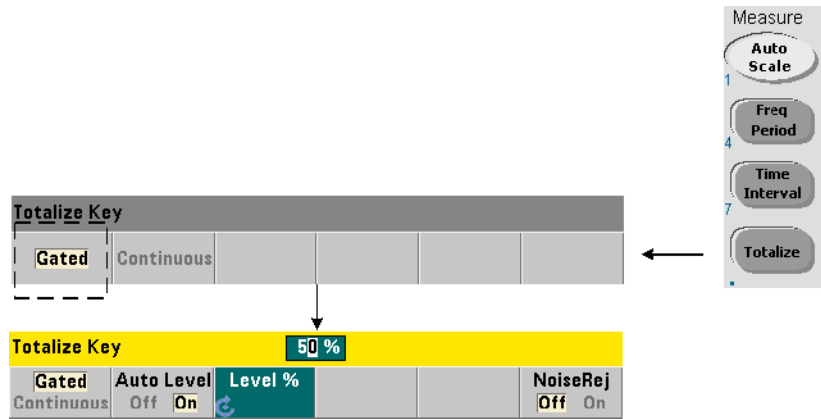 Measure
Auto
Scale
1
Freq
Period
4
Time
Interval
7
Totalize
.
Totalize Key
Gated Continuous
Totalize Key 50 %
Gated Auto Level Level % NoiseRej
Continuous Off On Off On